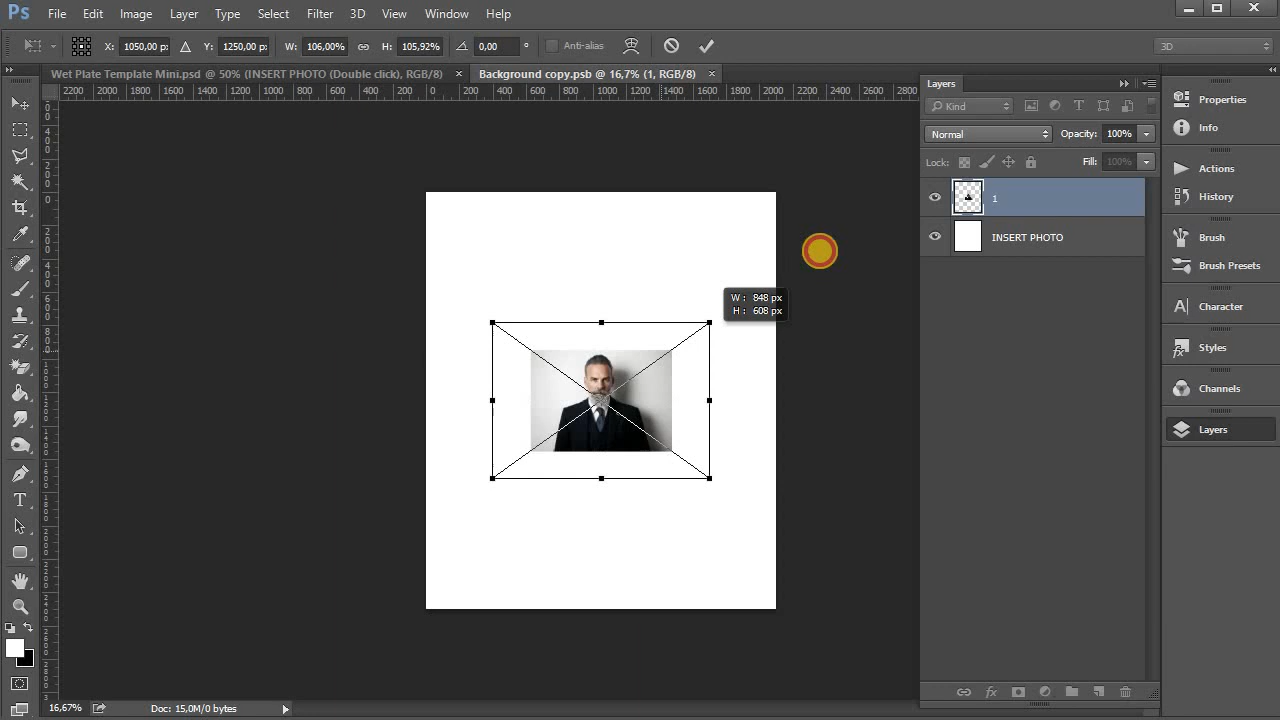 Ps File Edit Image Layer Type Select Filter 3D View Window Help
X: 1050,00 px Y: 1250,00 px W: 106,00% H: 105,92% 0,00 ° Anti-alias 3D
Wet Plate Template Mini.psd @ 50% (INSERT PHOTO (Double click), RGB/8) × Background copy.psb @ 16,7% (1, RGB/8) ×
2200 2000 1800 1600 1400 1200 1000 800 600 400 200 0 200 400 600 800 1000 1200 1400 1600 1800 2000 2200 2400 2600 2800
Layers
Kind
Normal Opacity: 100%
Lock: Fill: 100%
1
INSERT PHOTO
Properties
Info
Actions
History
Brush
Brush Presets
Character
Styles
Channels
Layers
W : 848 px
H : 608 px
16,67% Doc: 15,0M/0 bytes